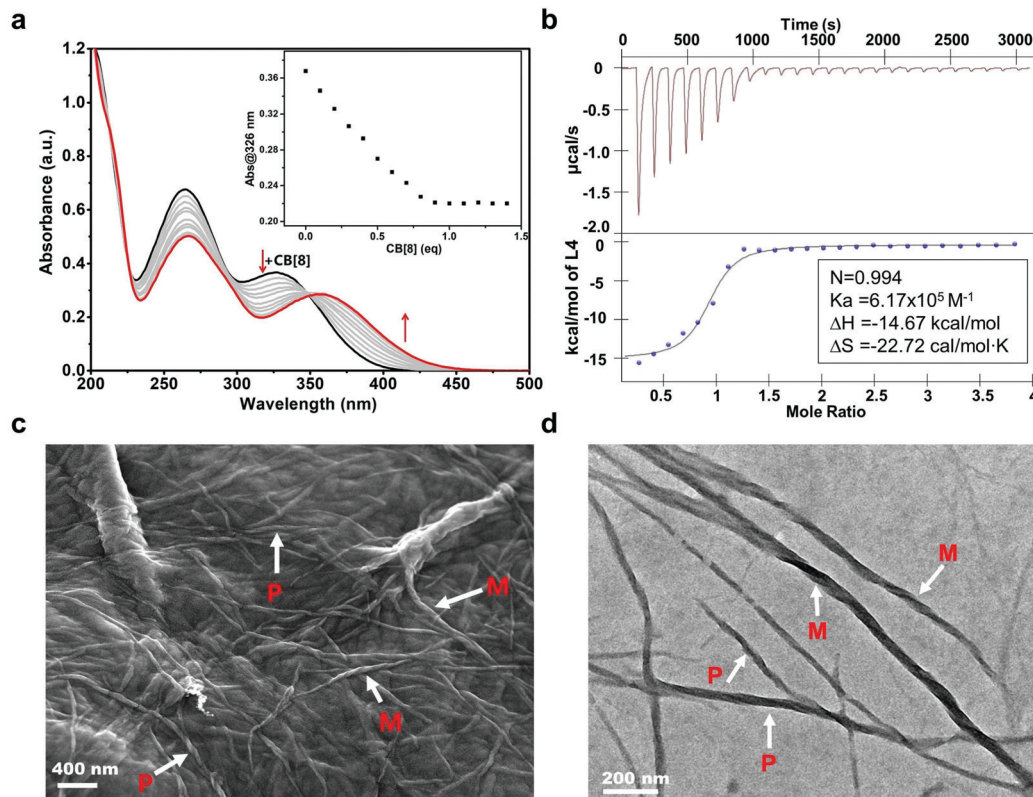 a
1.2
1.0
0.8
0.6
0.4
0.2
0.0
Absorbance (a.u.)
200 250 300 350 400 450 500
Wavelength (nm)
+CB[8]
0.36
0.32
0.28
0.24
0.20
Abs@326 nm
0.0 0.5 1.0 1.5
CB[8] (eq)
b
Time (s)
0 500 1000 1500 2000 2500 3000
0
-0.5
-1.0
-1.5
-2.0
µcal/s
0
-5
-10
-15
kcal/mol of L4
N=0.994
Ka =6.17x10⁵ M⁻¹
ΔH =-14.67 kcal/mol
ΔS =-22.72 cal/mol·K
0.5 1.0 1.5 2.0 2.5 3.0 3.5 4
Mole Ratio
c
P
M
M
P
400 nm
d
M
M
P
P
200 nm